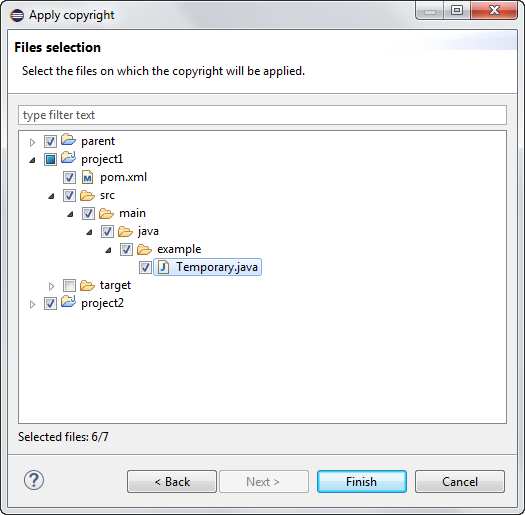 Apply copyright
Files selection
Select the files on which the copyright will be applied.
type filter text
parent
project1
pom.xml
src
main
java
example
Temporary.java
target
project2
Selected files: 6/7
< Back
Next >
Finish
Cancel